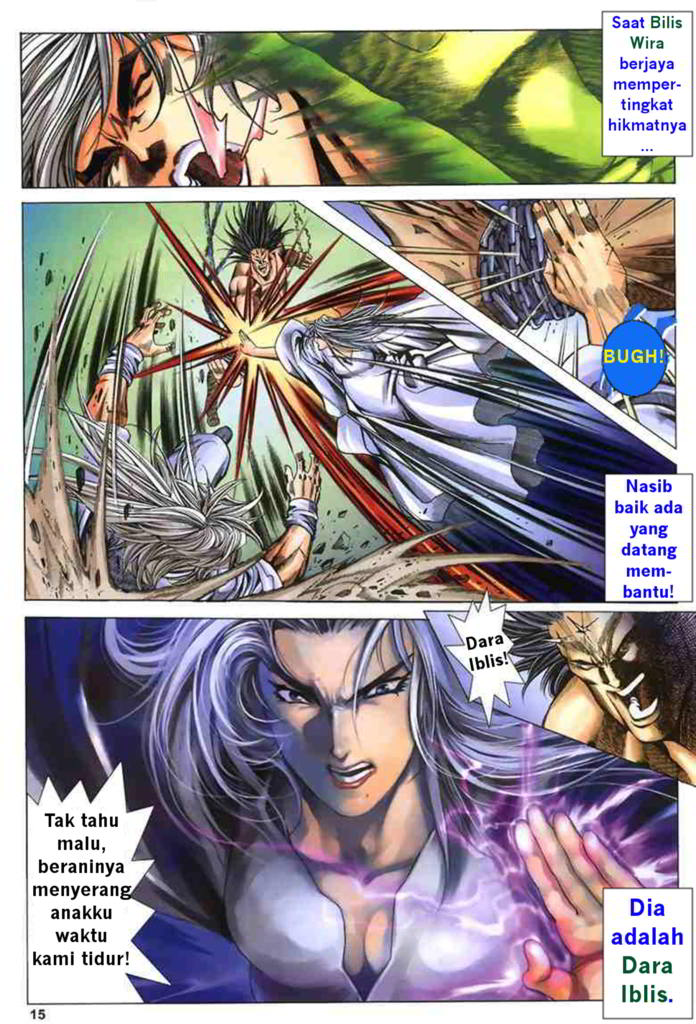 Saat Bilis
Wira
berjaya
memper-
tingkat
hikmatnya
...
BUGH!
Nasib
baik ada
yang
datang
mem-
bantu!
Dara
Iblis!
Tak tahu
malu,
beraninya
menyerang
anakku
waktu
kami tidur!
Dia
adalah
Dara
Iblis.
15